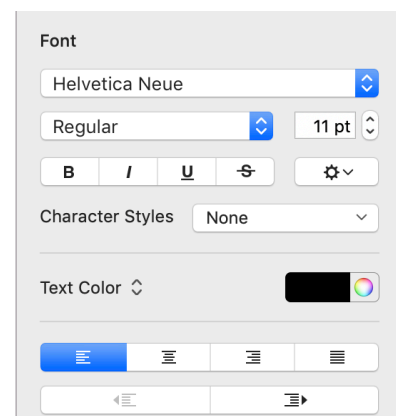 Font
Helvetica Neue
Regular 11 pt
B I U S
Character Styles None
Text Color